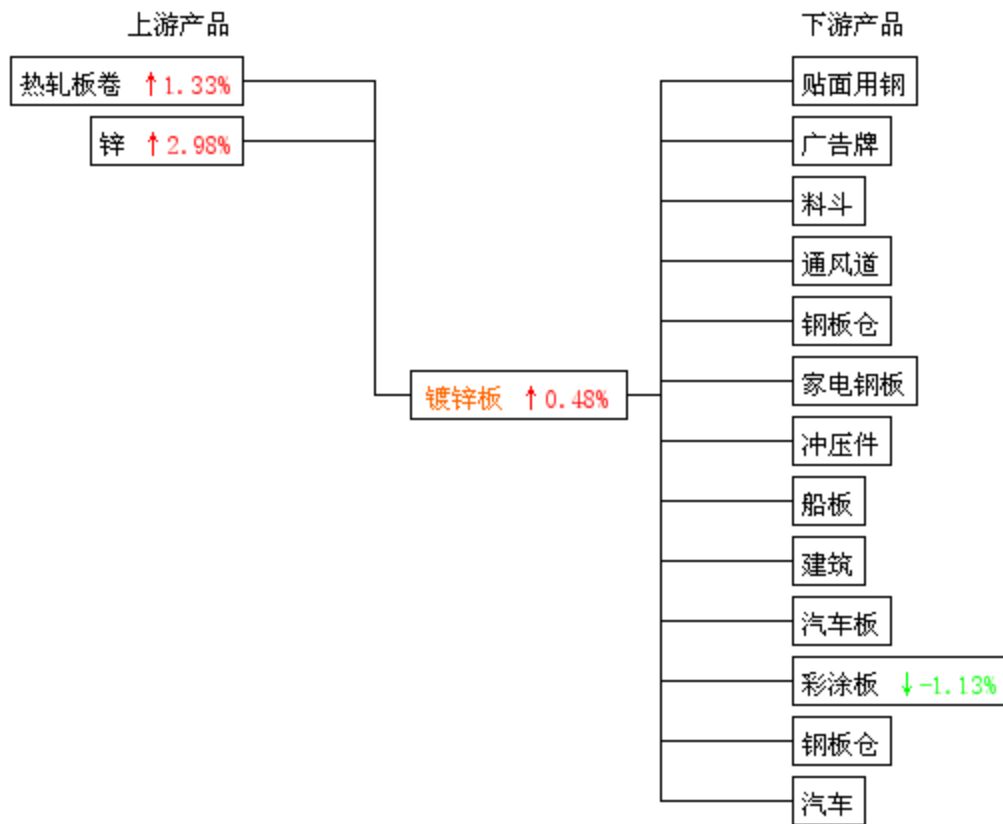 上游产品
下游产品
热轧板卷 ↑1.33%
锌 ↑2.98%
镀锌板 ↑0.48%
贴面用钢
广告牌
料斗
通风道
钢板仓
家电钢板
冲压件
船板
建筑
汽车板
彩涂板 ↓-1.13%
钢板仓
汽车